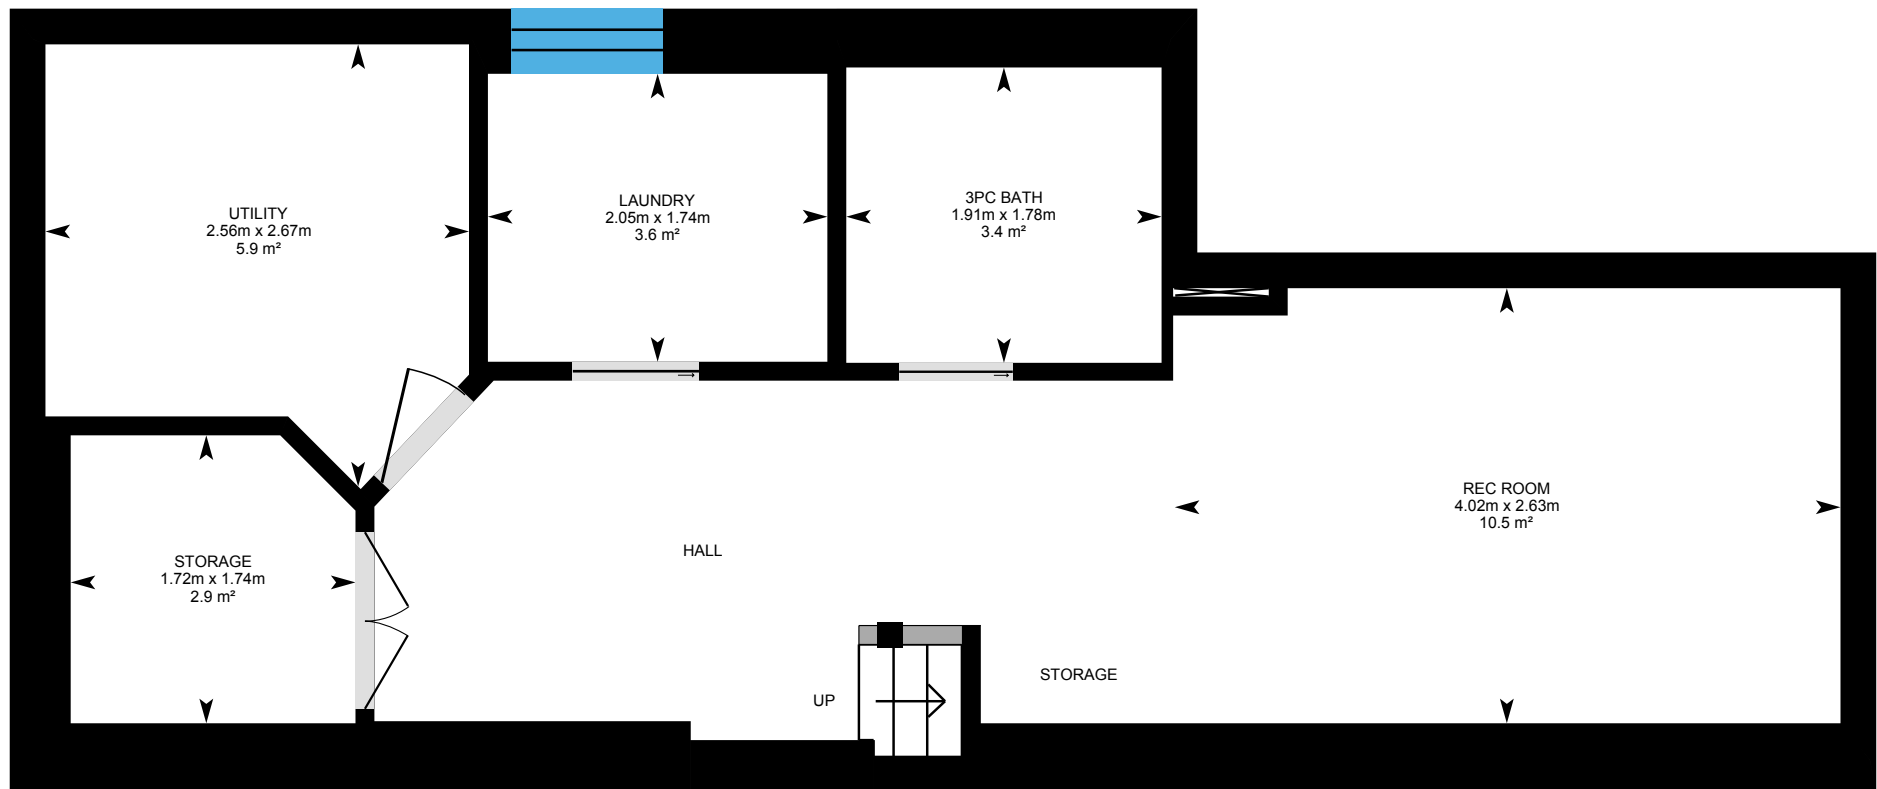 UTILITY
2.56m x 2.67m
5.9 m²
LAUNDRY
2.05m x 1.74m
3.6 m²
3PC BATH
1.91m x 1.78m
3.4 m²
REC ROOM
4.02m x 2.63m
10.5 m²
STORAGE
1.72m x 1.74m
2.9 m²
HALL
STORAGE
UP